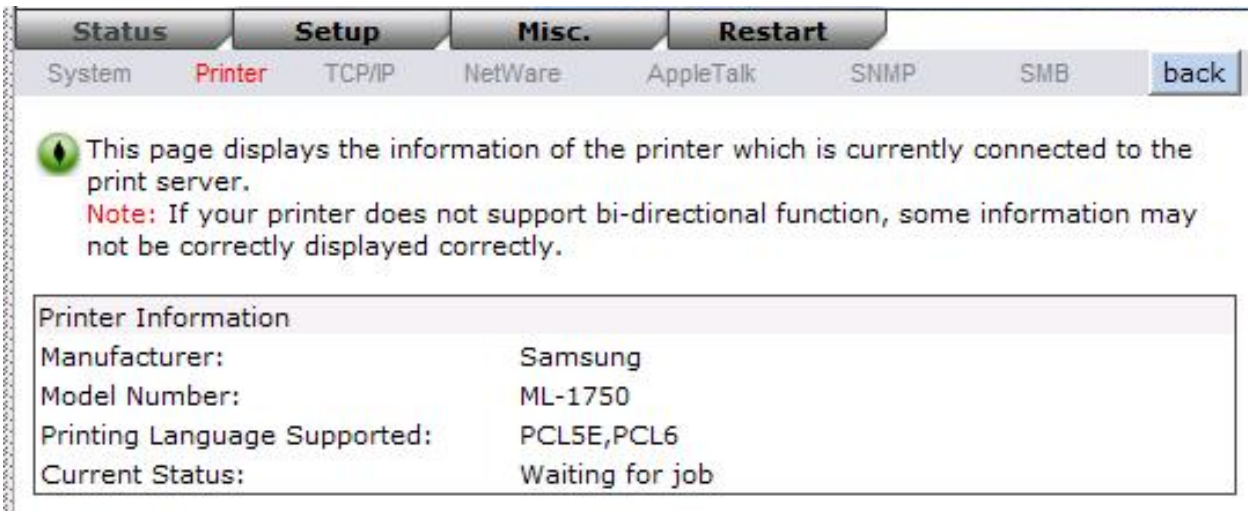 Status Setup Misc. Restart
System Printer TCP/IP NetWare AppleTalk SNMP SMB back
This page displays the information of the printer which is currently connected to the
print server.
Note: If your printer does not support bi-directional function, some information may
not be correctly displayed correctly.
Printer Information
Manufacturer: Samsung
Model Number: ML-1750
Printing Language Supported: PCL5E,PCL6
Current Status: Waiting for job